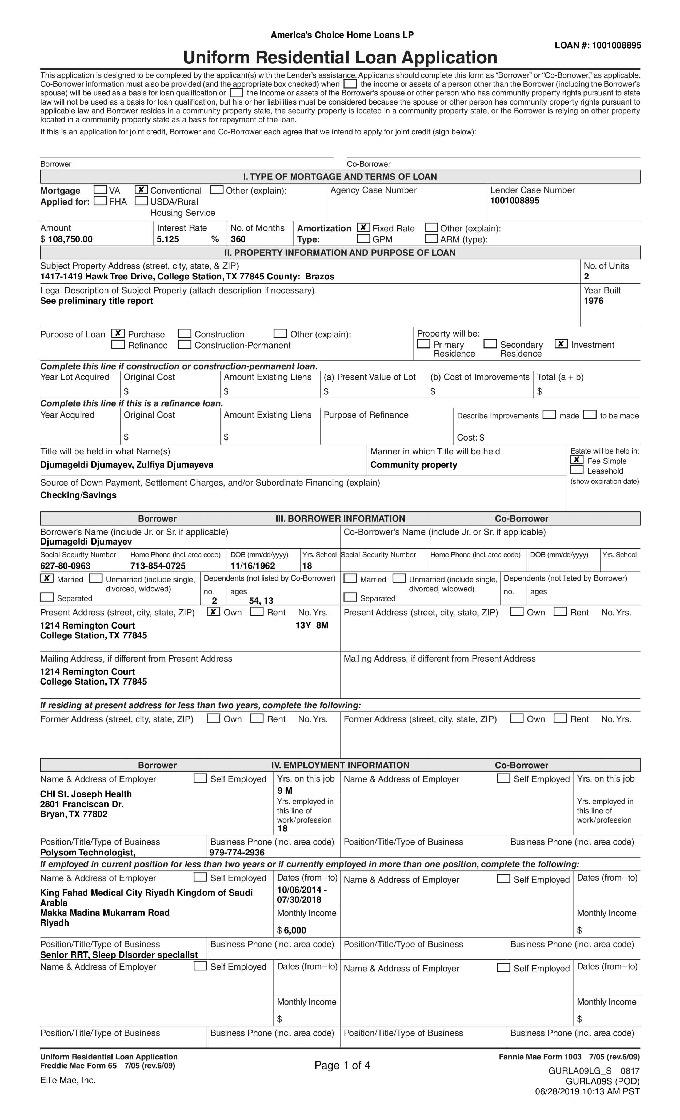 America's Choice Home Loans LP
LOAN #: 1001008895
Uniform Residential Loan Application
This application is designed to be completed by the applicant(s) with the Lender's assistance. Applicants should complete this form as "Borrower" or "Co-Borrower," as applicable.
Co-Borrower information must also be provided (and the appropriate box checked) when the income or assets of a person other than the Borrower (including the Borrower's
spouse) will be used as a basis for loan qualification or the income or assets of the Borrower's spouse or other person who has community property rights pursuant to state
law will not be used as a basis for loan qualification, but his or her liabilities must be considered because the spouse or other person has community property rights pursuant to
applicable law and Borrower resides in a community property state, the security property is located in a community property state, or the Borrower is relying on other property
located in a community property state as a basis for repayment of the loan.
If this is an application for joint credit, Borrower and Co-Borrower each agree that we intend to apply for joint credit (sign below):
Borrower Co-Borrower
I. TYPE OF MORTGAGE AND TERMS OF LOAN
Mortgage VA X Conventional Other (explain): Agency Case Number Lender Case Number
Applied for: FHA USDA/Rural 1001008895
Housing Service
Amount Interest Rate No. of Months Amortization X Fixed Rate Other (explain):
$ 108,750.00 5.125 % 360 Type: GPM ARM (type):
II. PROPERTY INFORMATION AND PURPOSE OF LOAN
Subject Property Address (street, city, state, & ZIP) No. of Units
1417-1419 Hawk Tree Drive, College Station, TX 77845 County: Brazos 2
Legal Description of Subject Property (attach description if necessary) Year Built
See preliminary title report 1976
Purpose of Loan X Purchase Construction Other (explain): Property will be:
Refinance Construction-Permanent Primary Residence Secondary Residence X Investment
Complete this line if construction or construction-permanent loan.
Year Lot Acquired Original Cost Amount Existing Liens (a) Present Value of Lot (b) Cost of Improvements Total (a + b)
$ $ $ $ $
Complete this line if this is a refinance loan.
Year Acquired Original Cost Amount Existing Liens Purpose of Refinance Describe Improvements made to be made
$ $ Cost: $
Title will be held in what Name(s) Manner in which Title will be held Estate will be held in:
Djumageldi Djumayev, Zulfiya Djumayeva Community property X Fee Simple
Leasehold
Source of Down Payment, Settlement Charges, and/or Subordinate Financing (explain) (show expiration date)
Checking/Savings
Borrower III. BORROWER INFORMATION Co-Borrower
Borrower's Name (include Jr. or Sr. if applicable) Co-Borrower's Name (include Jr. or Sr. if applicable)
Djumageldi Djumayev
Social Security Number Home Phone (incl. area code) DOB (mm/dd/yyyy) Yrs. School Social Security Number Home Phone (incl. area code) DOB (mm/dd/yyyy) Yrs. School
627-80-0963 713-854-0725 11/16/1962 18
X Married Unmarried (include single, Dependents (not listed by Co-Borrower) Married Unmarried (include single, Dependents (not listed by Borrower)
Separated divorced, widowed) no. ages Separated divorced, widowed) no. ages
2 54, 13
Present Address (street, city, state, ZIP) X Own Rent No. Yrs. Present Address (street, city, state, ZIP) Own Rent No. Yrs.
1214 Remington Court 13Y 8M
College Station, TX 77845
Mailing Address, if different from Present Address Mailing Address, if different from Present Address
1214 Remington Court
College Station, TX 77845
If residing at present address for less than two years, complete the following:
Former Address (street, city, state, ZIP) Own Rent No. Yrs. Former Address (street, city, state, ZIP) Own Rent No. Yrs.
Borrower IV. EMPLOYMENT INFORMATION Co-Borrower
Name & Address of Employer Self Employed Yrs. on this job Name & Address of Employer Self Employed Yrs. on this job
CHI St. Joseph Health 9 M
2801 Franciscan Dr. Yrs. employed in Yrs. employed in
Bryan, TX 77802 this line of this line of
work/profession work/profession
18
Position/Title/Type of Business Business Phone (incl. area code) Position/Title/Type of Business Business Phone (incl. area code)
Polysom Technologist, 979-774-2936
If employed in current position for less than two years or if currently employed in more than one position, complete the following:
Name & Address of Employer Self Employed Dates (from–to) Name & Address of Employer Self Employed Dates (from–to)
King Fahad Medical City Riyadh Kingdom of Saudi 10/06/2014 -
Arabia 07/30/2018
Makka Madina Mukarram Road Monthly Income Monthly Income
Riyadh
$ 6,000 $
Position/Title/Type of Business Business Phone (incl. area code) Position/Title/Type of Business Business Phone (incl. area code)
Senior RRT, Sleep Disorder specialist
Name & Address of Employer Self Employed Dates (from–to) Name & Address of Employer Self Employed Dates (from–to)
Monthly Income Monthly Income
$ $
Position/Title/Type of Business Business Phone (incl. area code) Position/Title/Type of Business Business Phone (incl. area code)
Uniform Residential Loan Application Fannie Mae Form 1003 7/05 (rev.6/09)
Freddie Mac Form 65 7/05 (rev.6/09) Page 1 of 4
GURLA09LG_S 0817
Ellie Mae, Inc. GURLA09S (POD)
06/28/2019 10:13 AM PST